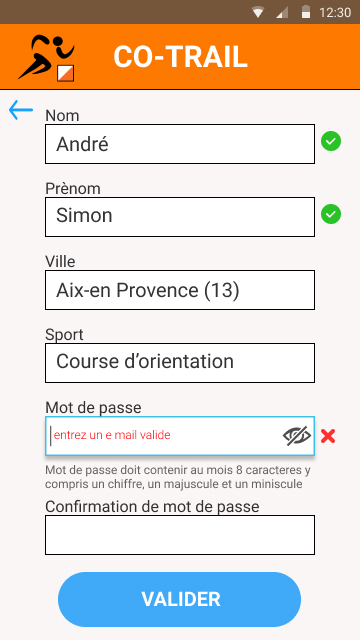 12:30
CO-TRAIL
Nom
André
Prènom
Simon
Ville
Aix-en Provence (13)
Sport
Course d'orientation
Mot de passe
entrez un e mail valide
Mot de passe doit contenir au mois 8 caracteres y
compris un chiffre, un majuscule et un miniscule
Confirmation de mot de passe
VALIDER